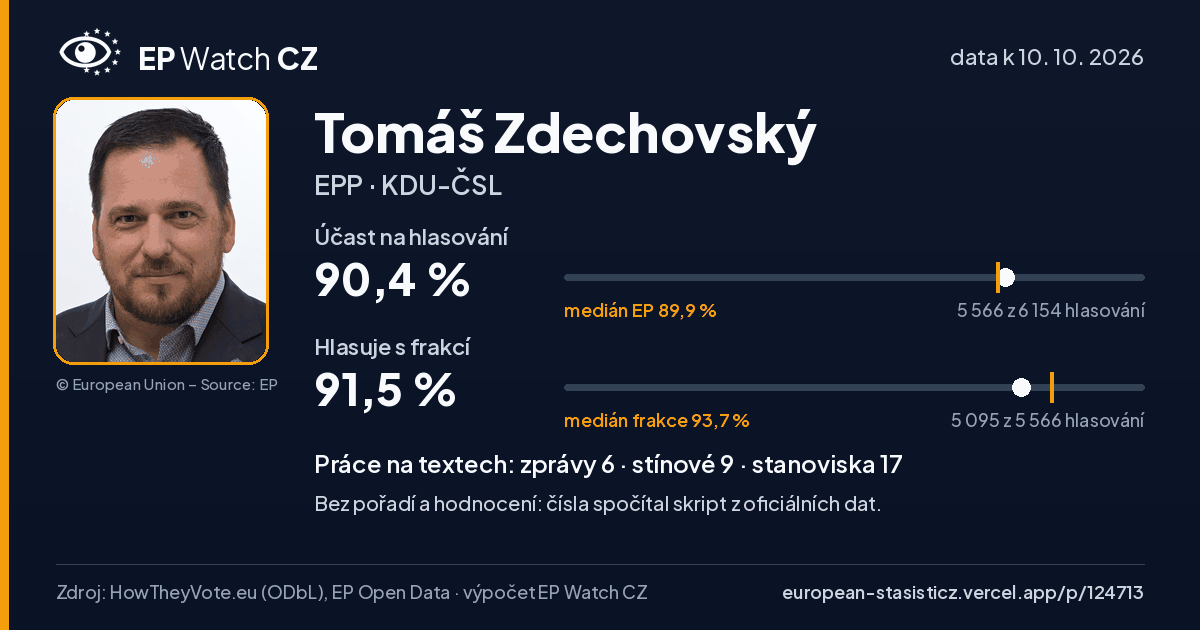 EP Watch CZ
data k 10. 10. 2026
Tomáš Zdechovský
EPP · KDU-ČSL
Účast na hlasování
90,4 %
medián EP 89,9 %
5 566 z 6 154 hlasování
Hlasuje s frakcí
91,5 %
medián frakce 93,7 %
5 095 z 5 566 hlasování
© European Union – Source: EP
Práce na textech: zprávy 6 · stínové 9 · stanoviska 17
Bez pořadí a hodnocení: čísla spočítal skript z oficiálních dat.
Zdroj: HowTheyVote.eu (ODbL), EP Open Data · výpočet EP Watch CZ
european-stasisticz.vercel.app/p/124713